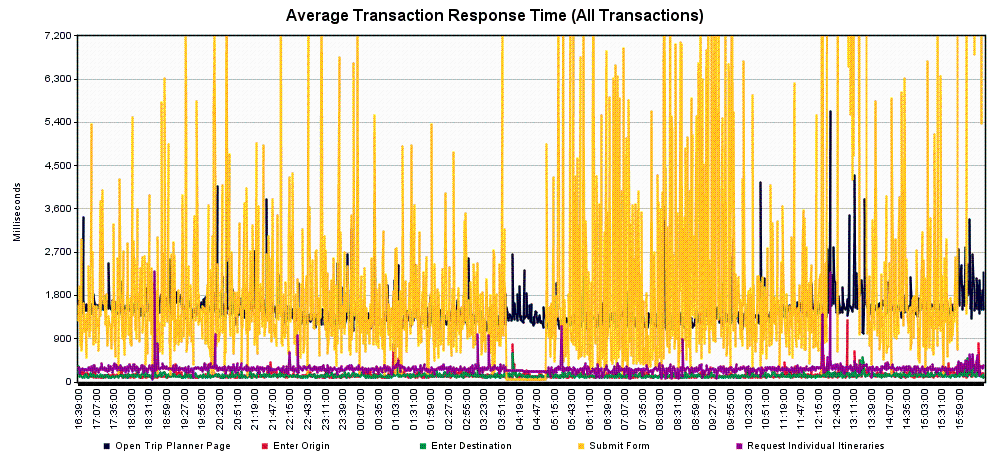 Average Transaction Response Time (All Transactions)
7,200
6,300
5,400
4,500
3,600
2,700
1,800
900
0
Milliseconds
16:39:00 17:07:00 17:35:00 18:03:00 18:31:00 18:59:00 19:27:00 19:55:00 20:23:00 20:51:00 21:19:00 21:47:00 22:15:00 22:43:00 23:11:00 23:39:00 00:07:00 00:35:00 01:03:00 01:31:00 01:59:00 02:27:00 02:55:00 03:23:00 03:51:00 04:19:00 04:47:00 05:15:00 05:43:00 06:11:00 06:39:00 07:07:00 07:35:00 08:03:00 08:31:00 08:59:00 09:27:00 09:55:00 10:23:00 10:51:00 11:19:00 11:47:00 12:15:00 12:43:00 13:11:00 13:39:00 14:07:00 14:35:00 15:03:00 15:31:00 15:59:00
Open Trip Planner Page Enter Origin Enter Destination Submit Form Request Individual Itineraries